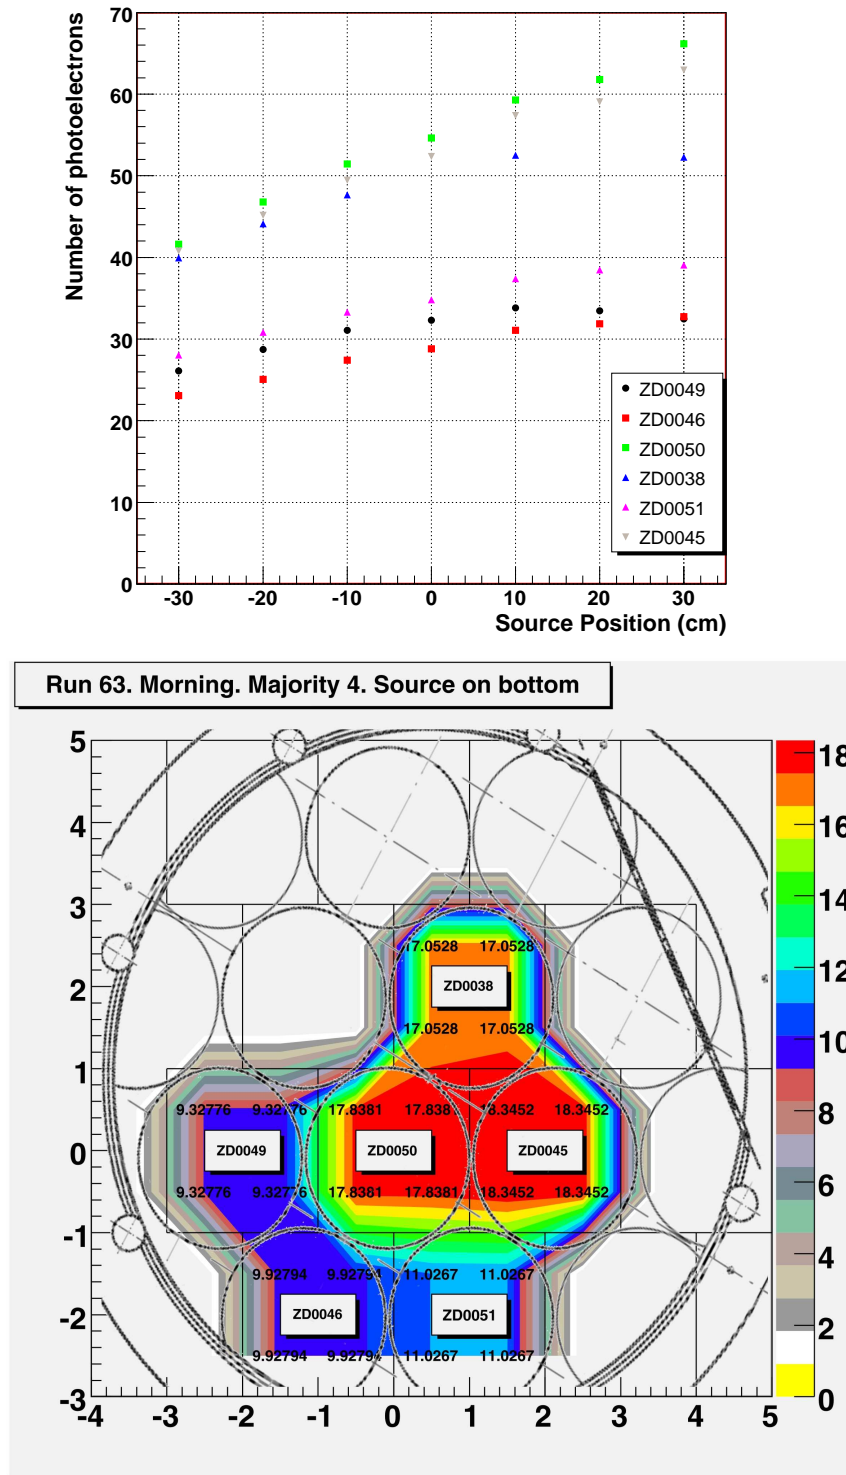 70
60
50
40
30
20
10
0
Number of photoelectrons
ZD0049
ZD0046
ZD0050
ZD0038
ZD0051
ZD0045
-30 -20 -10 0 10 20 30
Source Position (cm)
Run 63. Morning. Majority 4. Source on bottom
5
4
3
2
1
0
-1
-2
-3
17.0528 17.0528
ZD0038
17.0528 17.0528
9.32776 9.32776 17.8381 17.8381 18.3452 18.3452
ZD0049 ZD0050 ZD0045
9.32776 9.32776 17.8381 17.8381 18.3452 18.3452
9.92794 9.92794 11.0267 11.0267
ZD0046 ZD0051
9.92794 9.92794 11.0267 11.0267
-4 -3 -2 -1 0 1 2 3 4 5
18
16
14
12
10
8
6
4
2
0